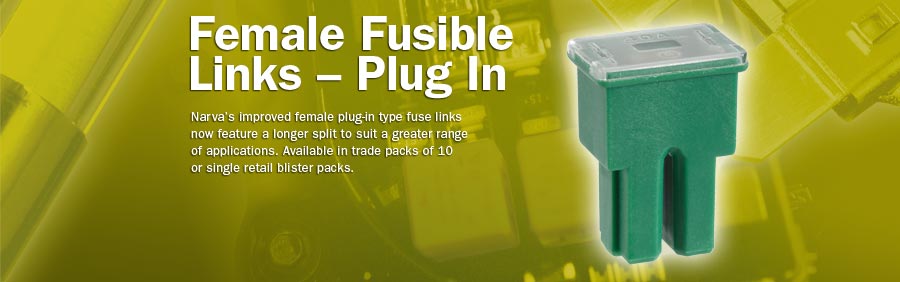 Female Fusible
Links – Plug In
Narva's improved female plug-in type fuse links
now feature a longer split to suit a greater range
of applications. Available in trade packs of 10
or single retail blister packs.